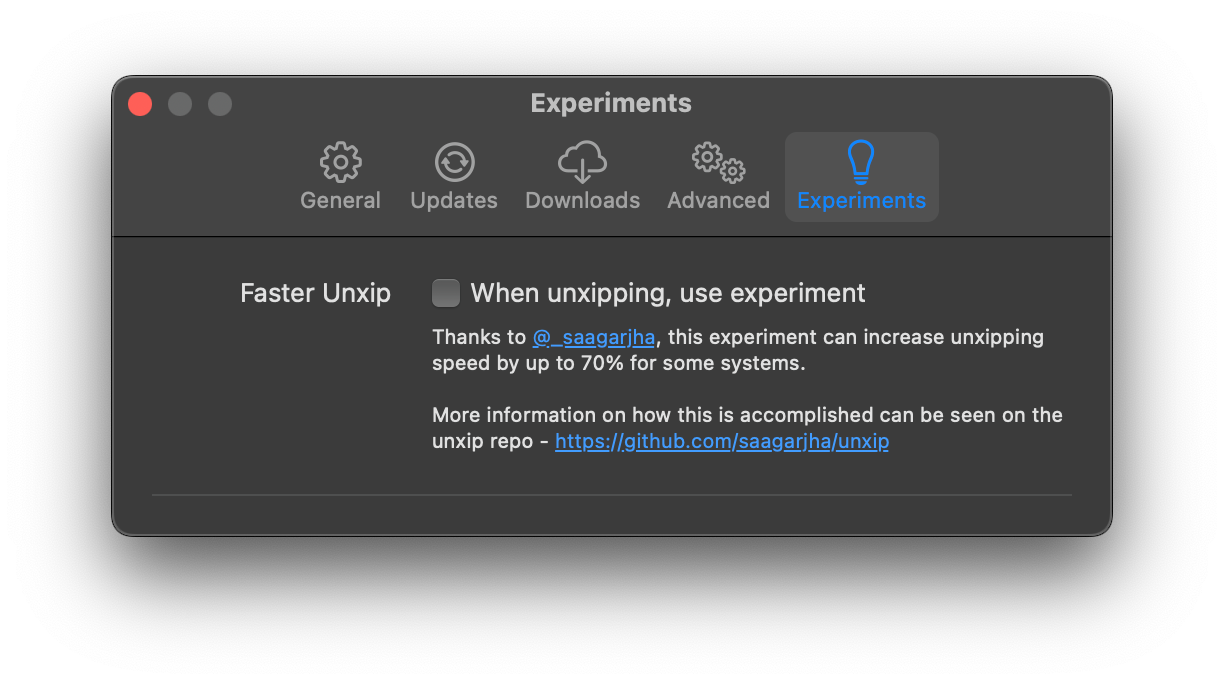 Experiments
General Updates Downloads Advanced Experiments
Faster Unxip When unxipping, use experiment
Thanks to @_saagarjha, this experiment can increase unxipping
speed by up to 70% for some systems.
More information on how this is accomplished can be seen on the
unxip repo - https://github.com/saagarjha/unxip